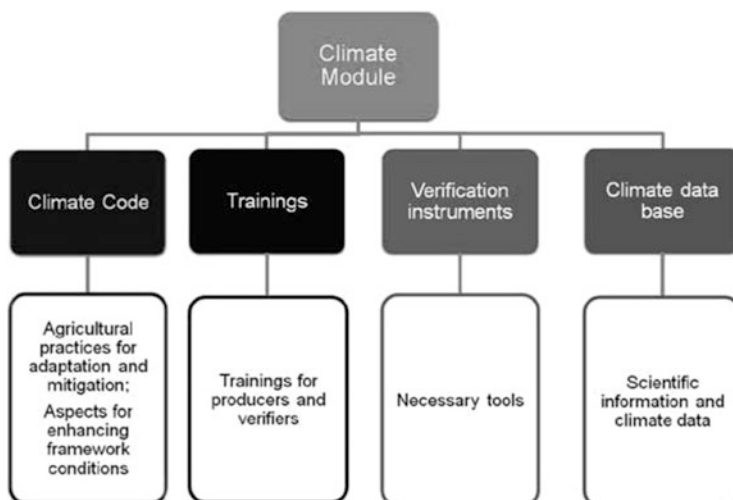 Climate
Module
Climate Code
Trainings
Verification
instruments
Climate data
base
Agricultural
practices for
adaptation and
mitigation;
Aspects for
enhancing
framework
conditions
Trainings for
producers and
verifiers
Necessary tools
Scientific
information and
climate data